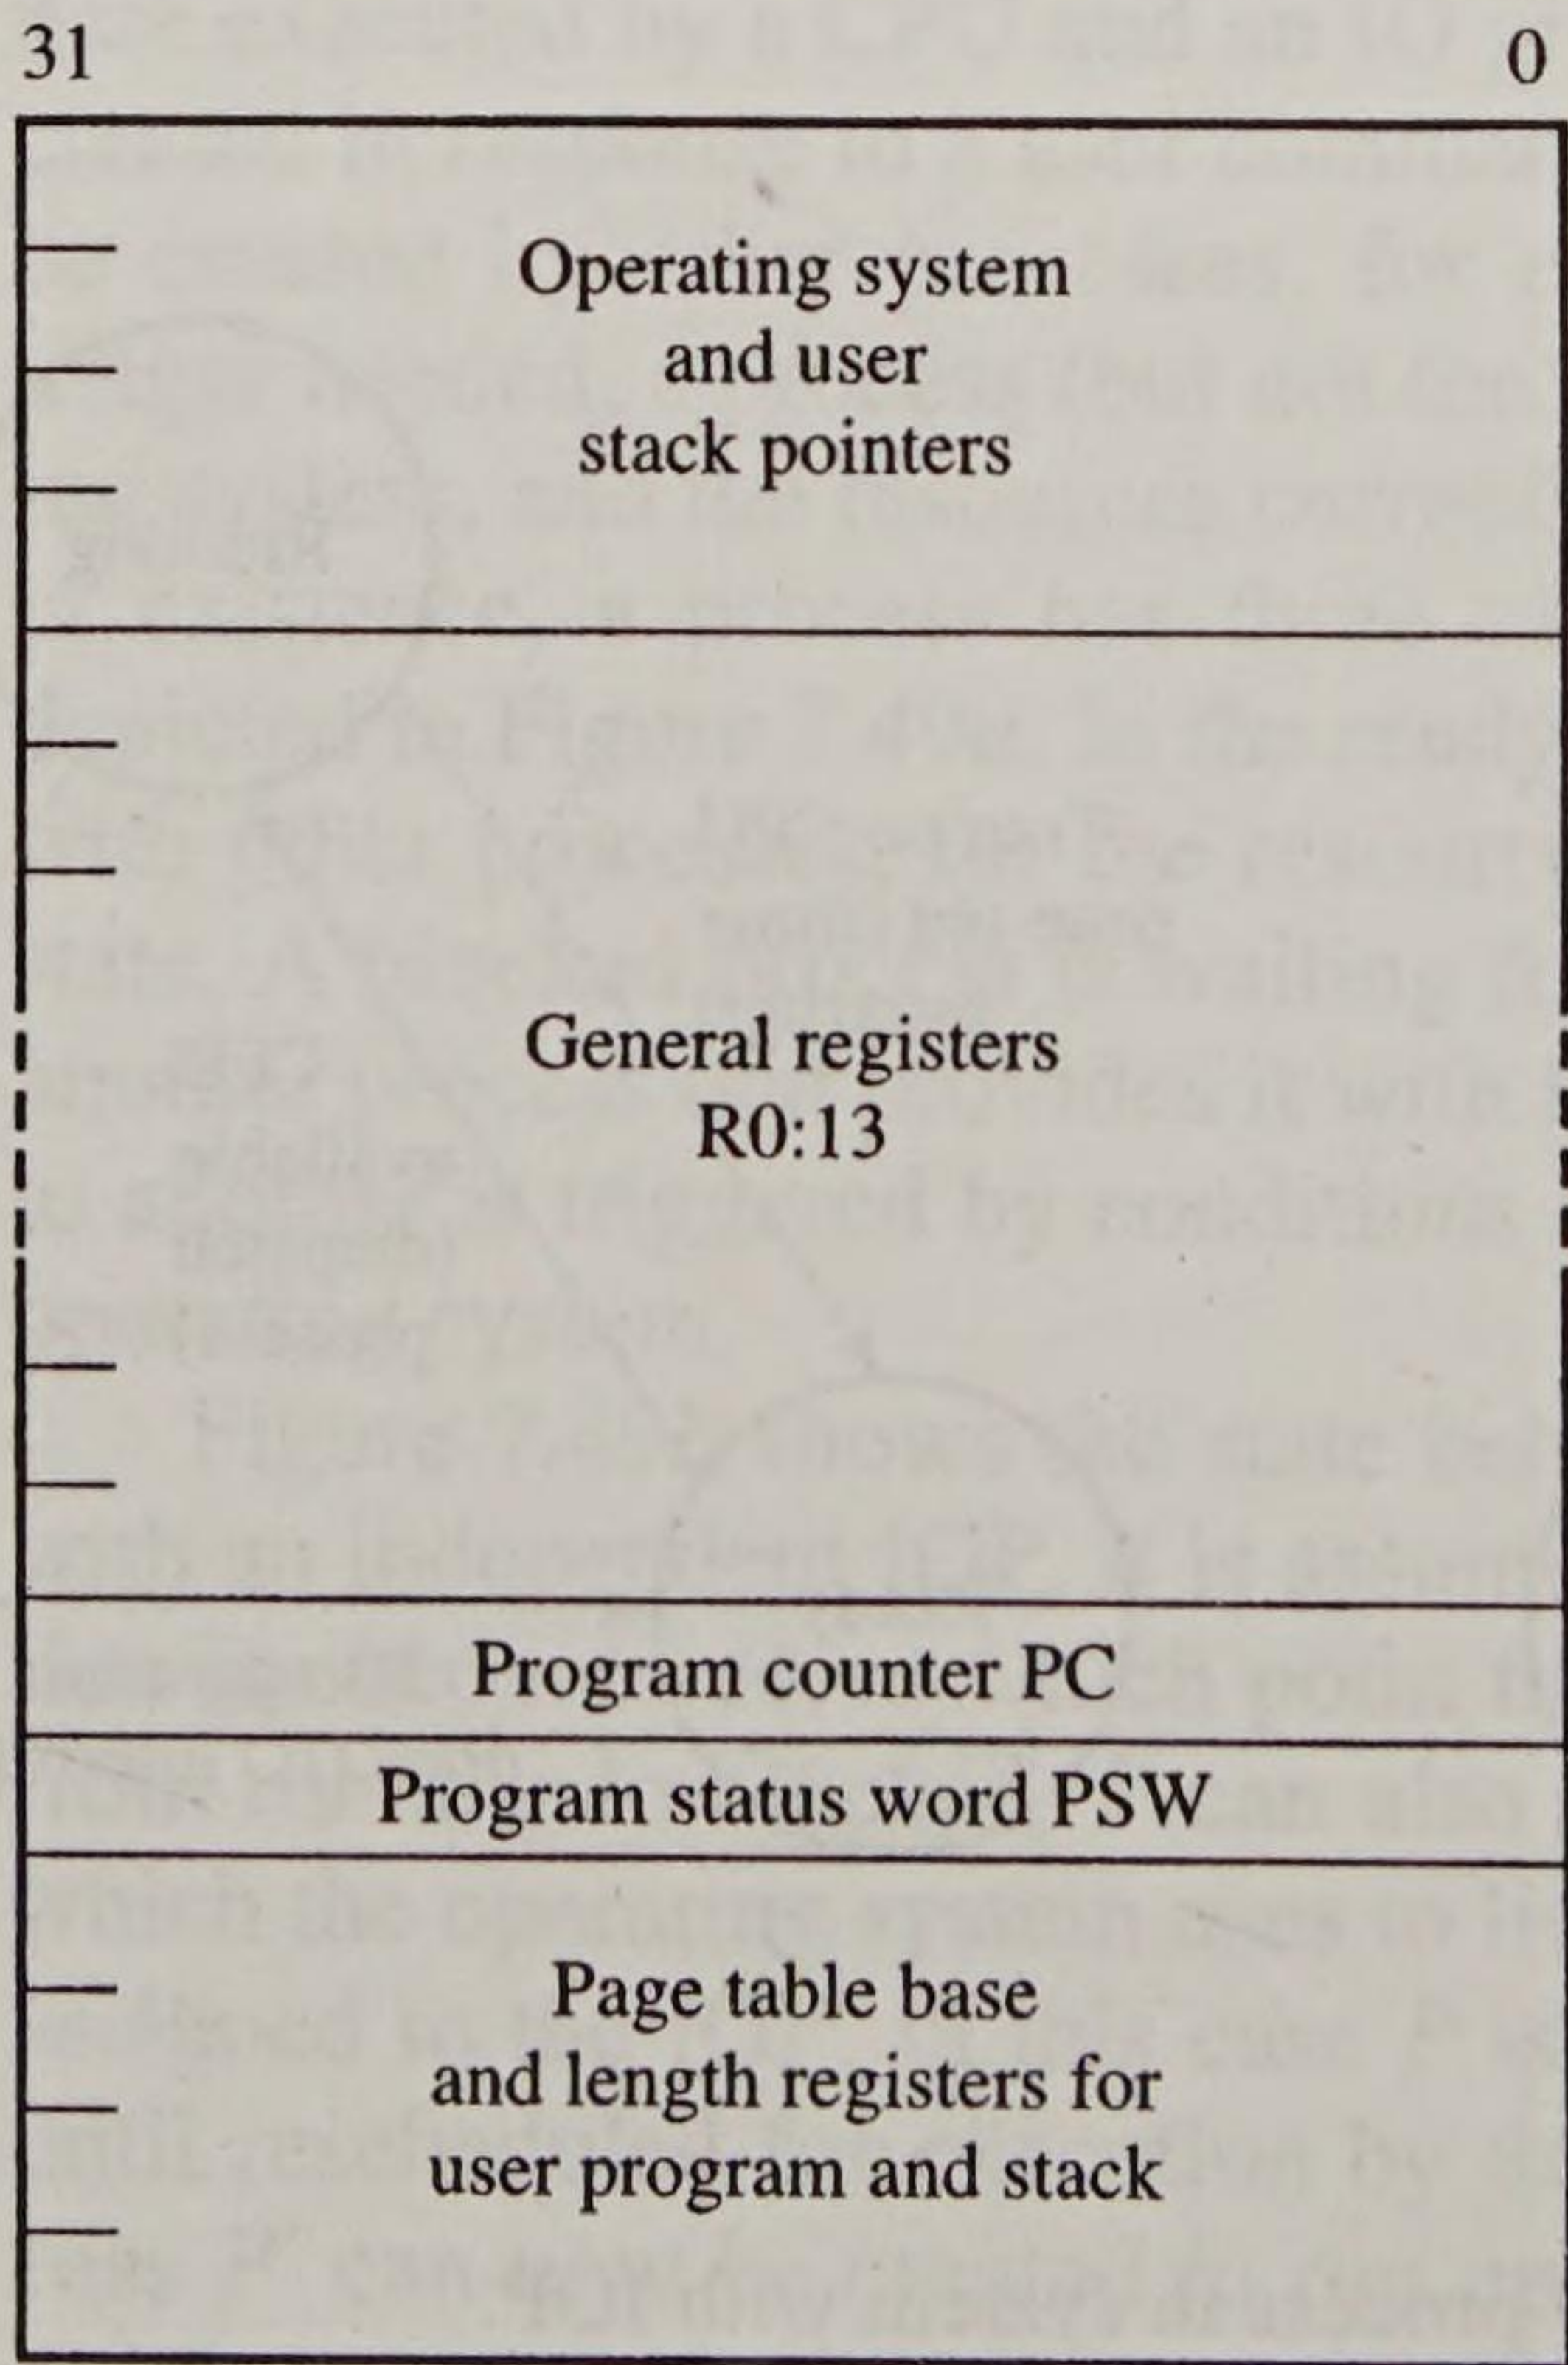 31 0
Operating system
and user
stack pointers
General registers
R0:13
Program counter PC
Program status word PSW
Page table base
and length registers for
user program and stack